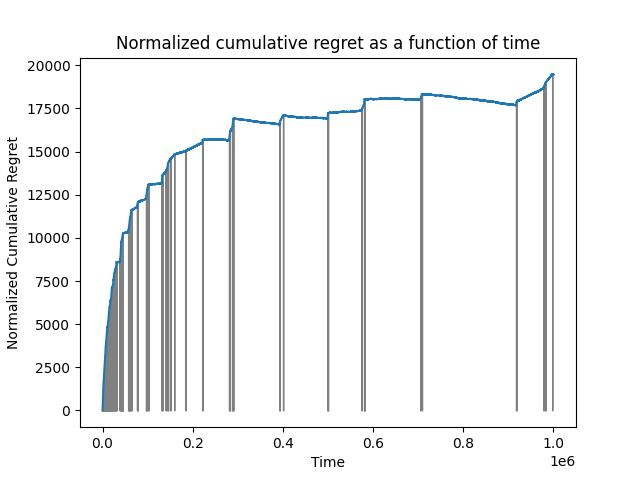 Normalized cumulative regret as a function of time
Normalized Cumulative Regret
20000
17500
15000
12500
10000
7500
5000
2500
0
0.0 0.2 0.4 0.6 0.8 1.0
1e6
Time